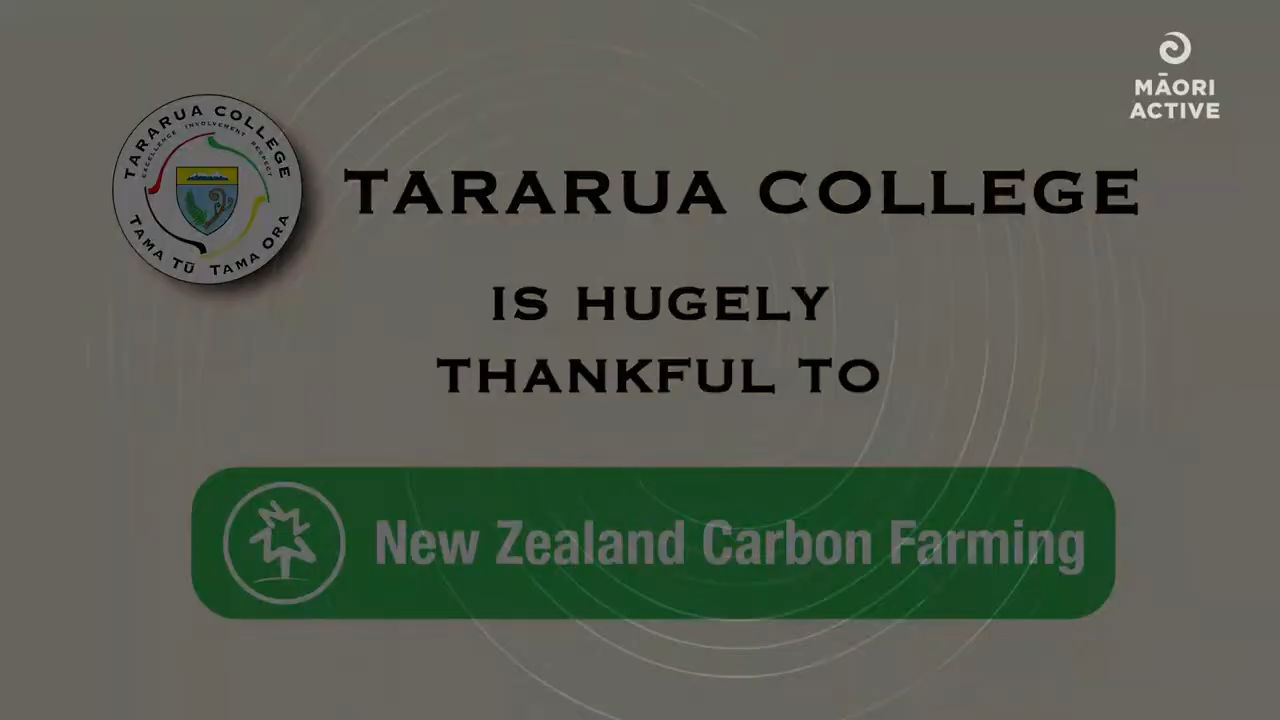 MĀORI
ACTIVE
TARARUA COLLEGE
EXCELLENCE INVOLVEMENT RESPECT
TAMA TŪ TAMA ORA
TARARUA COLLEGE
IS HUGELY
THANKFUL TO
New Zealand Carbon Farming